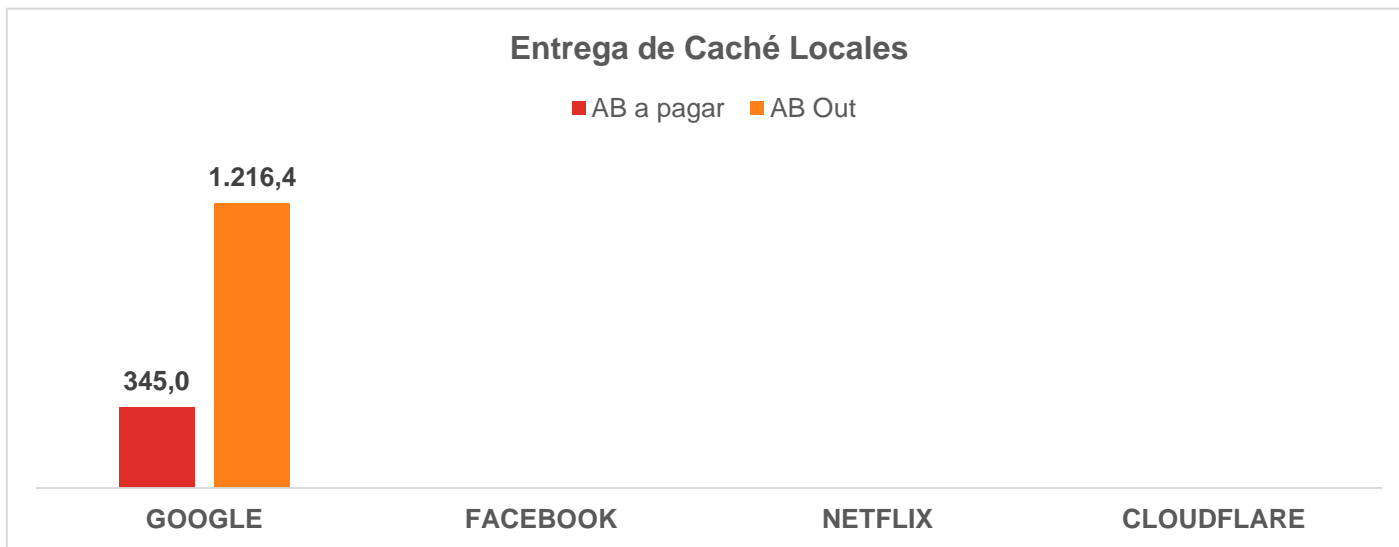 Entrega de Caché Locales
AB a pagar AB Out
1.216,4
345,0
GOOGLE FACEBOOK NETFLIX CLOUDFLARE